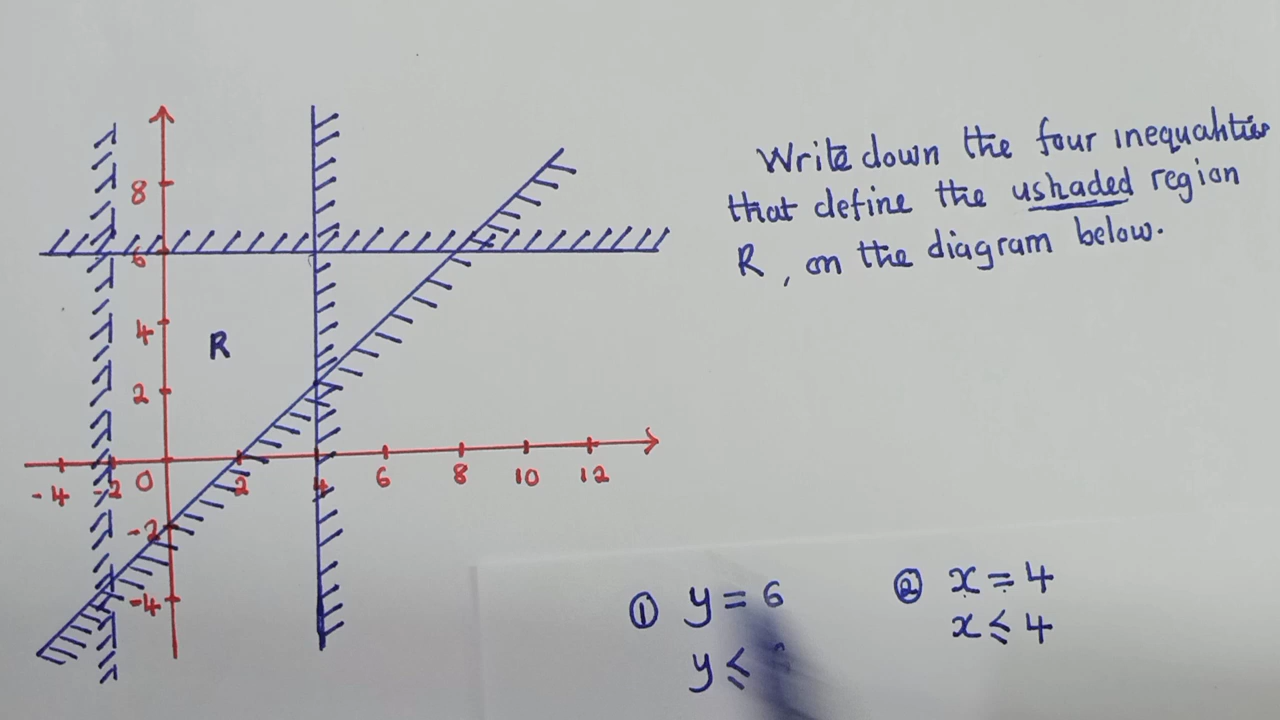 Write down the four inequalities
that define the ushaded region
R, on the diagram below.
8
6
4
R
2
-4 -2 0 2 4 6 8 10 12
-2
-4
① y = 6
y ≤
② x = 4
x ≤ 4